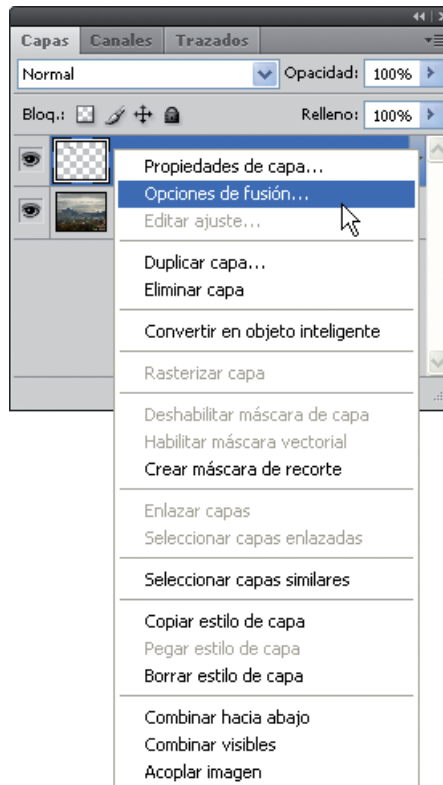 Capas Canales Trazados
Normal Opacidad: 100%
Bloq.: Relleno: 100%
Propiedades de capa...
Opciones de fusión...
Editar ajuste...
Duplicar capa...
Eliminar capa
Convertir en objeto inteligente
Rasterizar capa
Deshabilitar máscara de capa
Habilitar máscara vectorial
Crear máscara de recorte
Enlazar capas
Seleccionar capas enlazadas
Seleccionar capas similares
Copiar estilo de capa
Pegar estilo de capa
Borrar estilo de capa
Combinar hacia abajo
Combinar visibles
Acoplar imagen